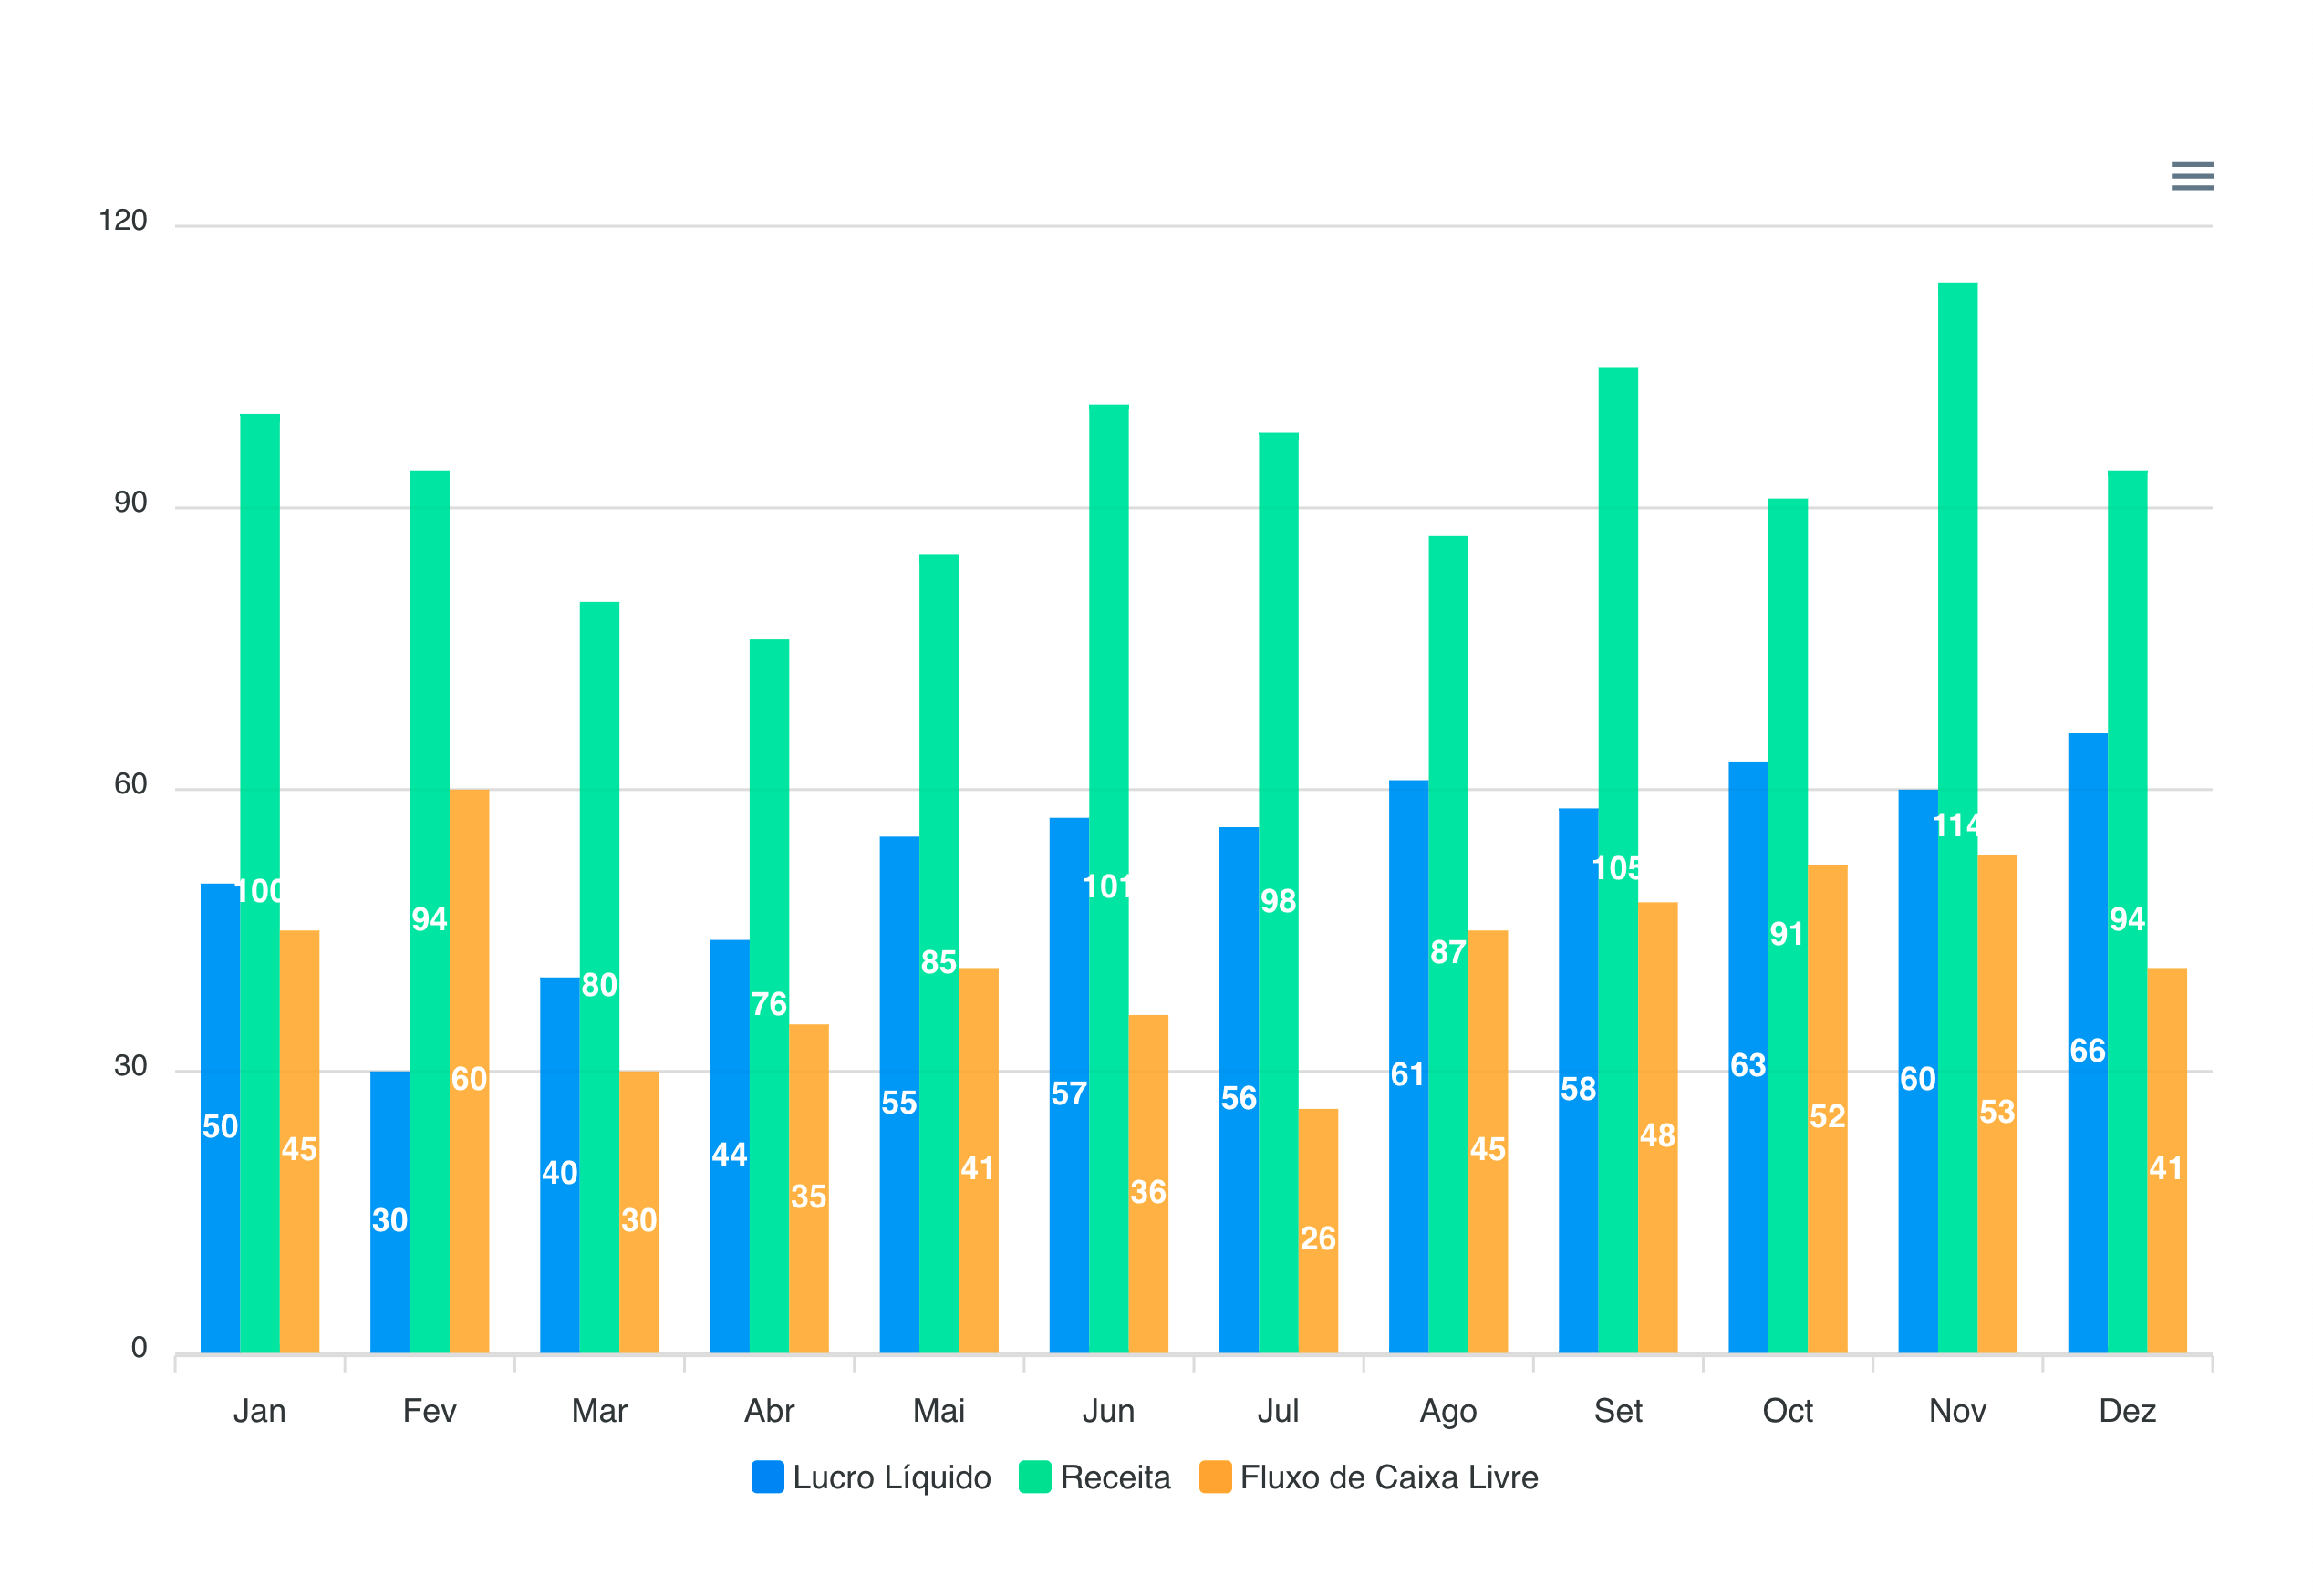 120
90
60
30
0
50 100 45
30 94 60
40 80 30
44 76 35
55 85 41
57 101 36
56 98 26
61 87 45
58 105 48
63 91 52
60 114 53
66 94 41
Jan Fev Mar Abr Mai Jun Jul Ago Set Oct Nov Dez
Lucro Líquido Receita Fluxo de Caixa Livre